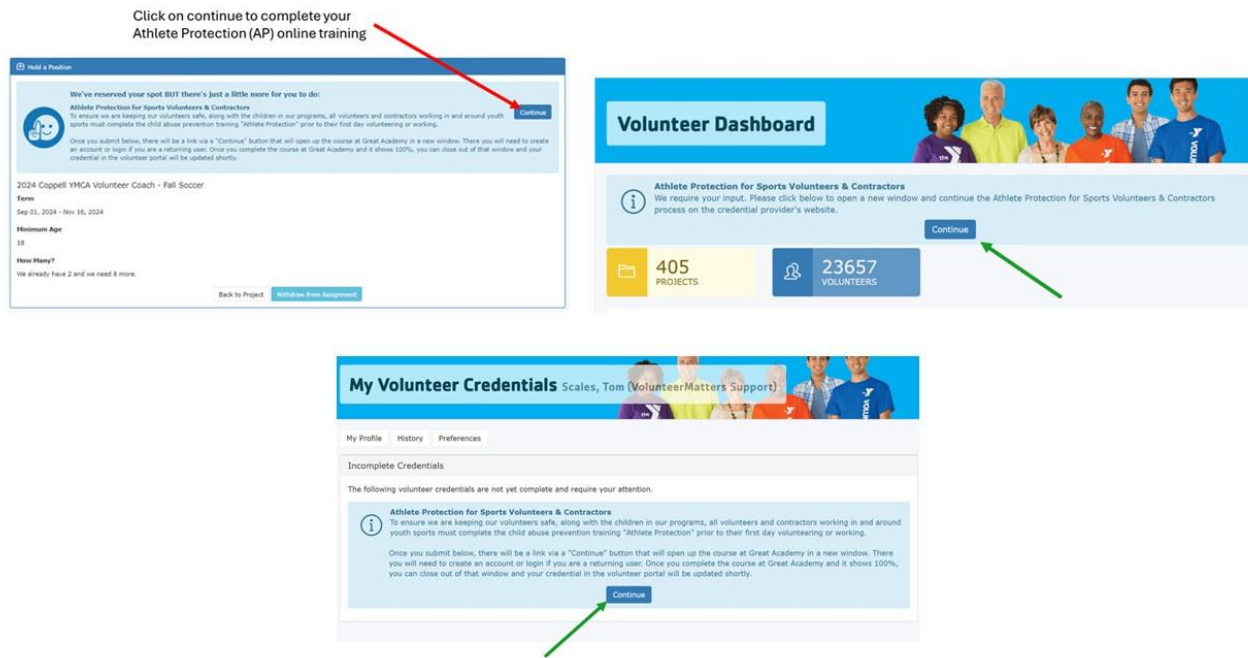 Click on continue to complete your
Athlete Protection (AP) online training
Hold a Position
We've reserved your spot BUT there's just a little more for you to do:
Athlete Protection for Sports Volunteers & Contractors
To ensure we are keeping our volunteers safe, along with the children in our programs, all volunteers and contractors working in and around youth
sports must complete the child abuse prevention training "Athlete Protection" prior to their first day volunteering or working.
Continue
Once you submit below, there will be a link via a "Continue" button that will open up the course at Great Academy in a new window. There you will need to create
an account or login if you are a returning user. Once you complete the course at Great Academy and it shows 100%, you can close out of that window and your
credential in the volunteer portal will be updated shortly.
2024 Coppell YMCA Volunteer Coach - Fall Soccer
Term
Sep 01, 2024 - Nov 16, 2024
Minimum Age
18
How Many?
We already have 2 and we need 8 more.
Back to Project
Withdraw from Assignment
Volunteer Dashboard
the
Athlete Protection for Sports Volunteers & Contractors
We require your input. Please click below to open a new window and continue the Athlete Protection for Sports Volunteers & Contractors
process on the credential provider's website.
Continue
405
PROJECTS
23657
VOLUNTEERS
My Volunteer Credentials Scales, Tom (VolunteerMatters Support)
My Profile History Preferences
Incomplete Credentials
The following volunteer credentials are not yet complete and require your attention.
Athlete Protection for Sports Volunteers & Contractors
To ensure we are keeping our volunteers safe, along with the children in our programs, all volunteers and contractors working in and around
youth sports must complete the child abuse prevention training "Athlete Protection" prior to their first day volunteering or working.
Once you submit below, there will be a link via a "Continue" button that will open up the course at Great Academy in a new window. There
you will need to create an account or login if you are a returning user. Once you complete the course at Great Academy and it shows 100%,
you can close out of that window and your credential in the volunteer portal will be updated shortly.
Continue